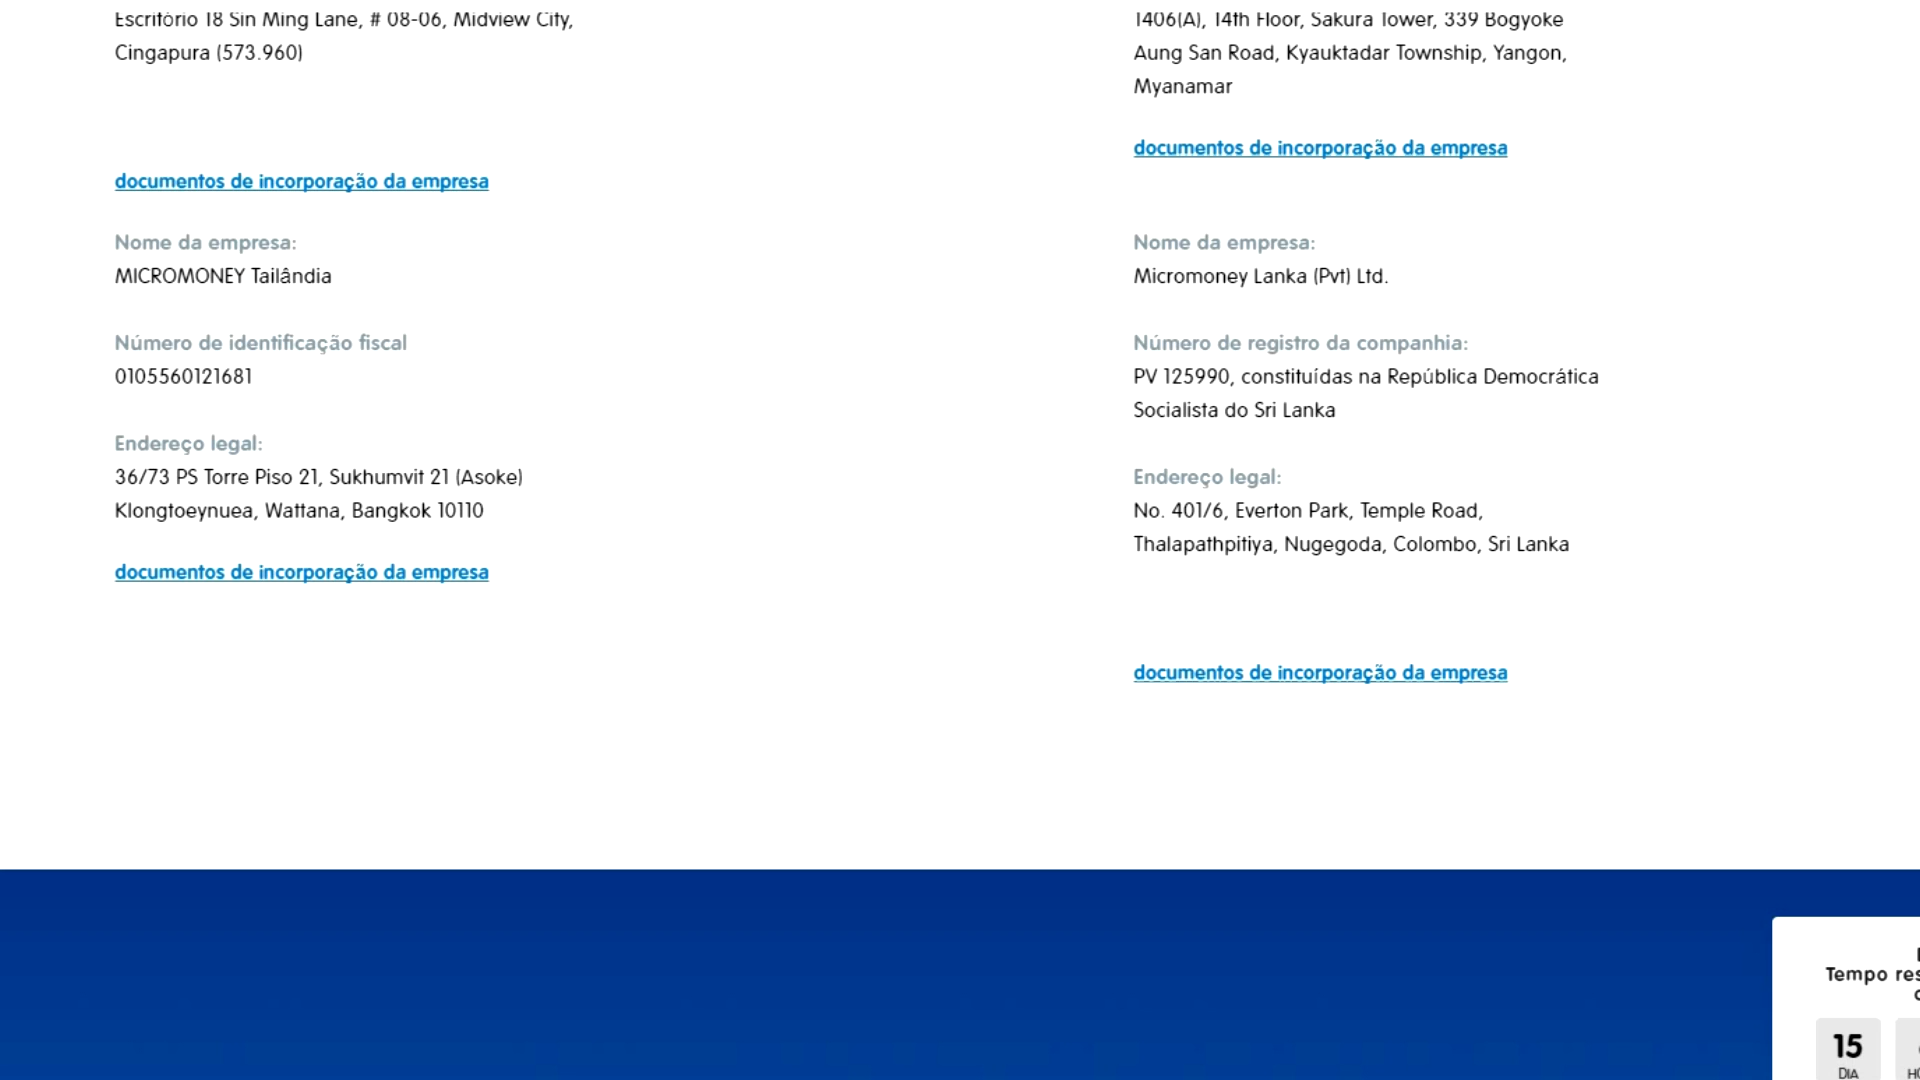 Escritório 18 Sin Ming Lane, # 08-06, Midview City,
Cingapura (573.960)
documentos de incorporação da empresa
1406(A), 14th Floor, Sakura Tower, 339 Bogyoke
Aung San Road, Kyauktadar Township, Yangon,
Myanamar
documentos de incorporação da empresa
Nome da empresa:
MICROMONEY Tailândia
Número de identificação fiscal
0105560121681
Endereço legal:
36/73 PS Torre Piso 21, Sukhumvit 21 (Asoke)
Klongtoeynuea, Wattana, Bangkok 10110
documentos de incorporação da empresa
Nome da empresa:
Micromoney Lanka (Pvt) Ltd.
Número de registro da companhia:
PV 125990, constituídas na República Democrática
Socialista do Sri Lanka
Endereço legal:
No. 401/6, Everton Park, Temple Road,
Thalapathpitiya, Nugegoda, Colombo, Sri Lanka
documentos de incorporação da empresa
Tempo
15
DIA